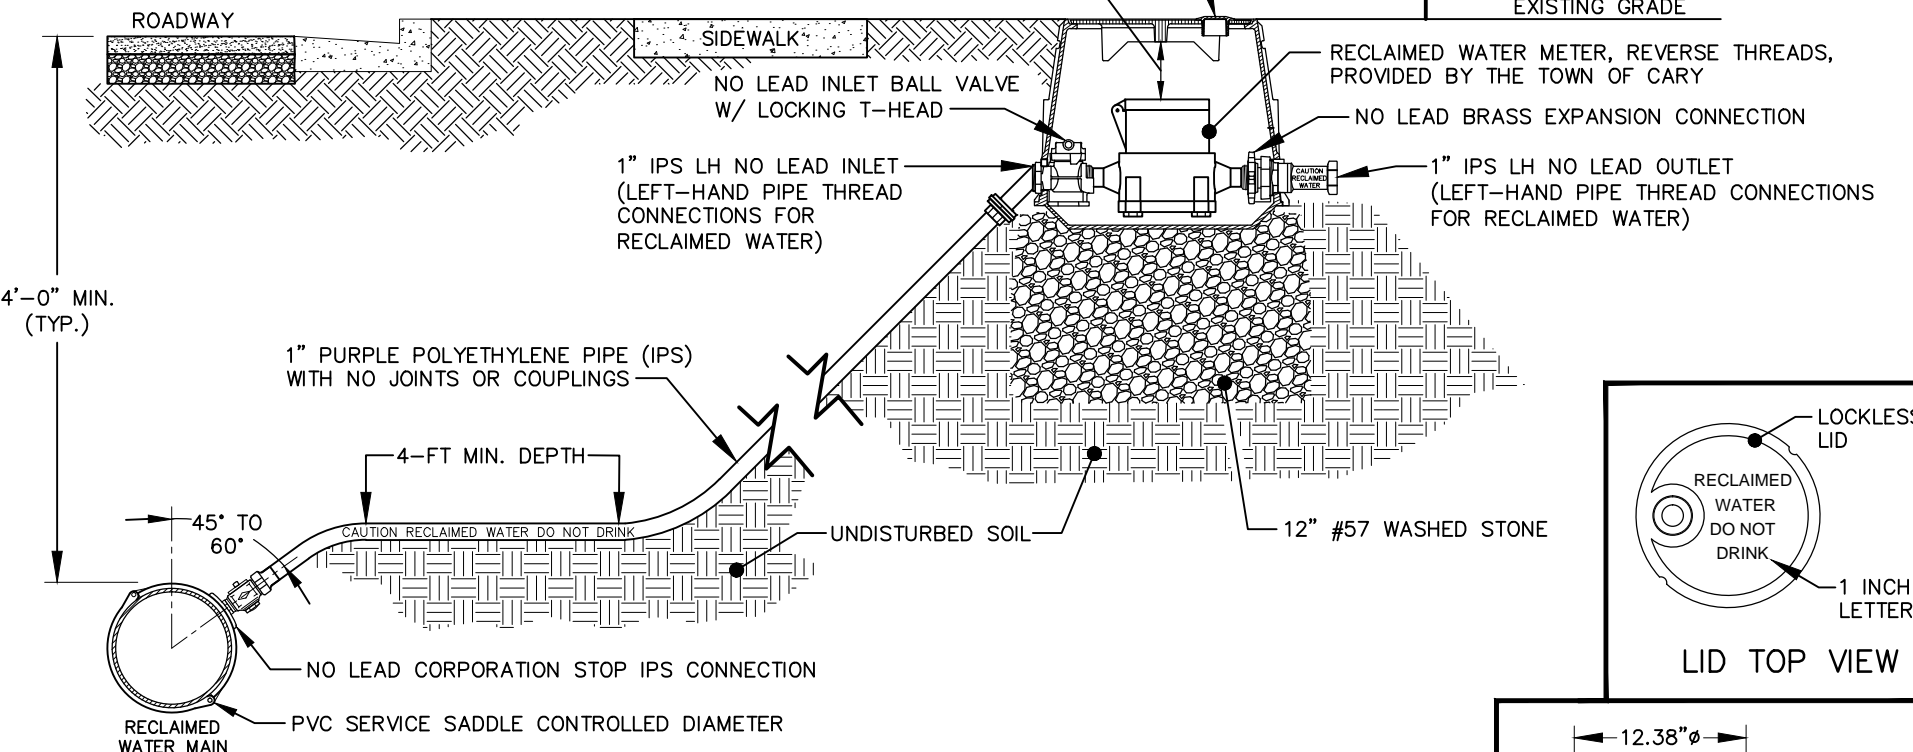 EXISTING GRADE
ROADWAY
SIDEWALK
NO LEAD INLET BALL VALVE
W/ LOCKING T-HEAD
RECLAIMED WATER METER, REVERSE THREADS,
PROVIDED BY THE TOWN OF CARY
NO LEAD BRASS EXPANSION CONNECTION
1” IPS LH NO LEAD INLET
(LEFT-HAND PIPE THREAD
CONNECTIONS FOR
RECLAIMED WATER)
CAUTION
RECLAIMED
WATER
1” IPS LH NO LEAD OUTLET
(LEFT-HAND PIPE THREAD CONNECTIONS
FOR RECLAIMED WATER)
4’-0” MIN.
(TYP.)
1” PURPLE POLYETHYLENE PIPE (IPS)
WITH NO JOINTS OR COUPLINGS
4-FT MIN. DEPTH
45° TO
60°
CAUTION RECLAIMED WATER DO NOT DRINK
UNDISTURBED SOIL
12” #57 WASHED STONE
NO LEAD CORPORATION STOP IPS CONNECTION
PVC SERVICE SADDLE CONTROLLED DIAMETER
RECLAIMED
WATER MAIN
LOCKLESS
LID
RECLAIMED
WATER
DO NOT
DRINK
1 INCH
LETTER
LID TOP VIEW
12.38”ø